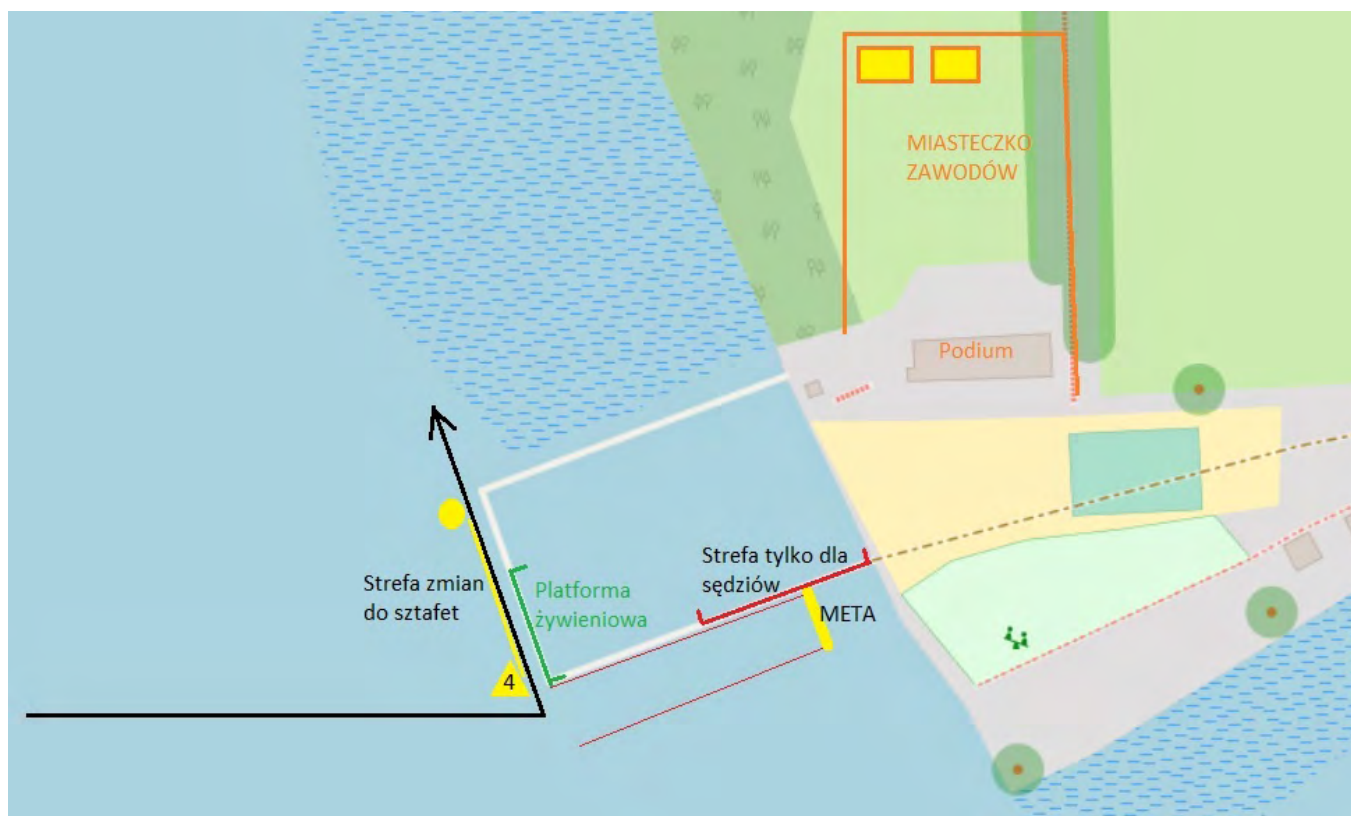 MIASTECZKO
ZAWODÓW
Podium
Strefa tylko dla
sędziów
Strefa zmian
do sztafet
Platforma
żywieniowa
META
4